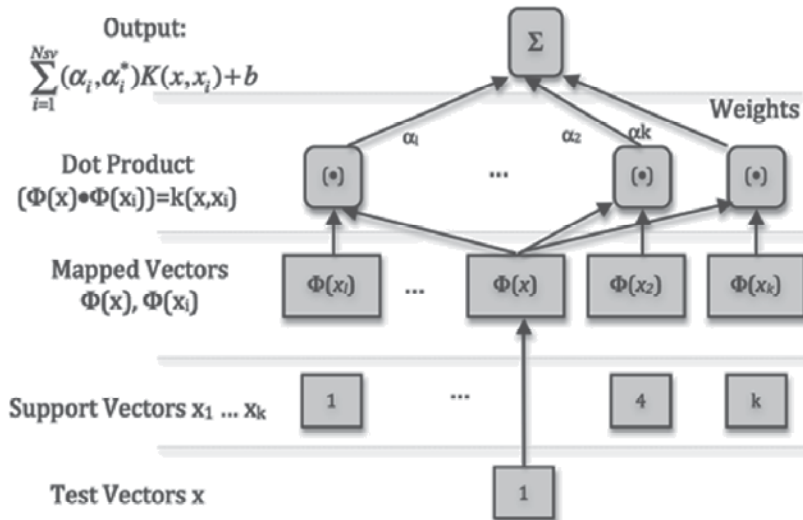 Output:
Σ
Nsv
∑ (αᵢ,αᵢ*)K(x,xᵢ)+b
i=1
Weights
αᵢ α₂ αk
Dot Product
(Φ(x)●Φ(xᵢ))=k(x,xᵢ)
(•) ... (•) (•)
Mapped Vectors
Φ(x), Φ(xᵢ)
Φ(xₗ) ... Φ(x) Φ(x₂) Φ(xₖ)
Support Vectors x₁ ... xₖ
1 ... 4 k
Test Vectors x
1